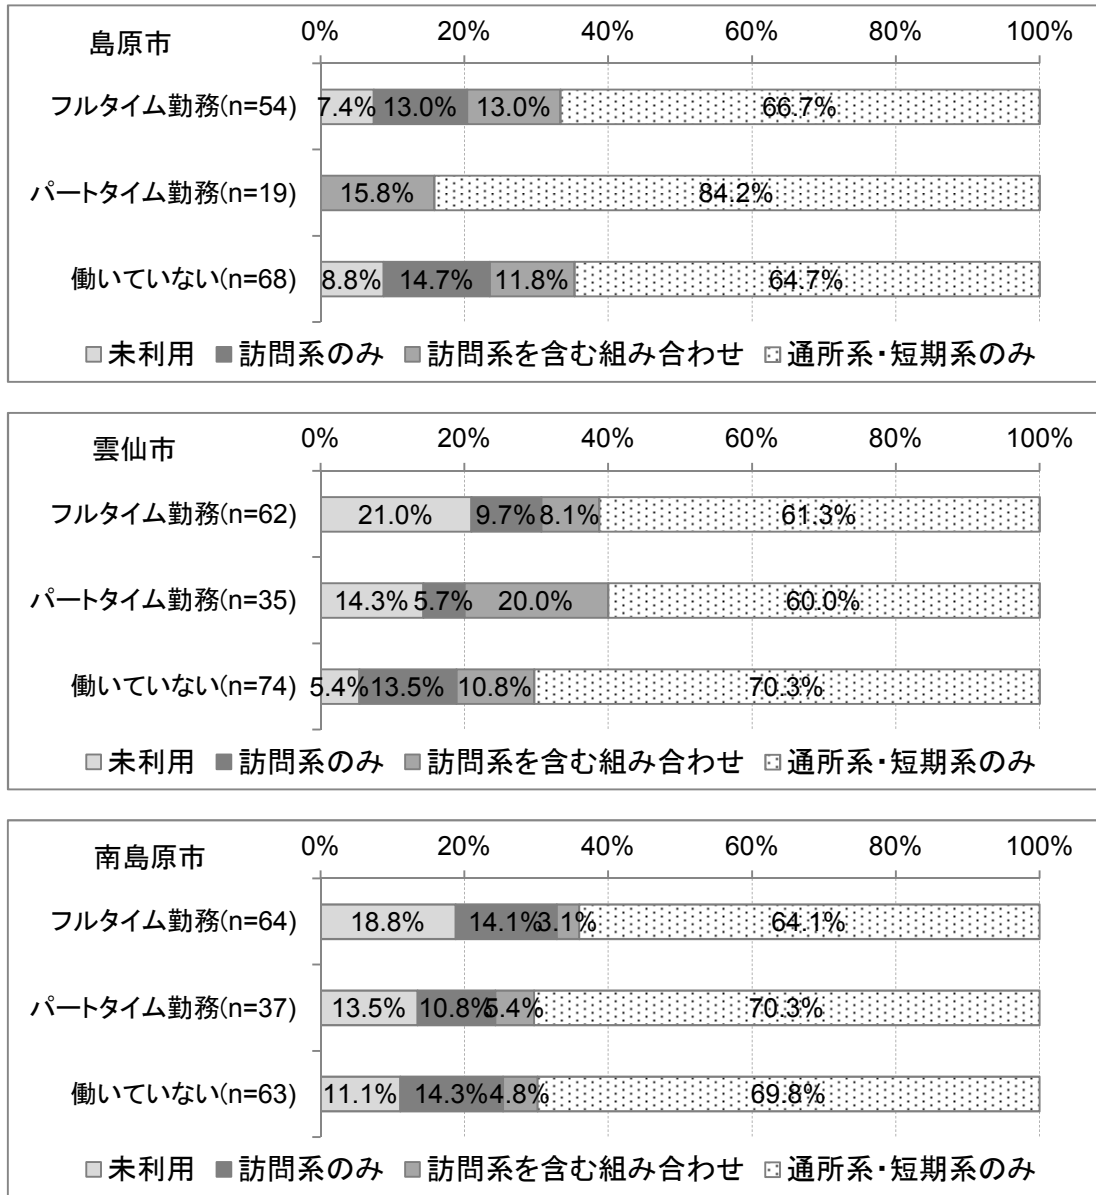 島原市
0% 20% 40% 60% 80% 100%
フルタイム勤務(n=54) 7.4% 13.0% 13.0% 66.7%
パートタイム勤務(n=19) 15.8% 84.2%
働いていない(n=68) 8.8% 14.7% 11.8% 64.7%
未利用 訪問系のみ 訪問系を含む組み合わせ 通所系・短期系のみ
雲仙市
0% 20% 40% 60% 80% 100%
フルタイム勤務(n=62) 21.0% 9.7% 8.1% 61.3%
パートタイム勤務(n=35) 14.3% 5.7% 20.0% 60.0%
働いていない(n=74) 5.4% 13.5% 10.8% 70.3%
未利用 訪問系のみ 訪問系を含む組み合わせ 通所系・短期系のみ
南島原市
0% 20% 40% 60% 80% 100%
フルタイム勤務(n=64) 18.8% 14.1% 3.1% 64.1%
パートタイム勤務(n=37) 13.5% 10.8% 5.4% 70.3%
働いていない(n=63) 11.1% 14.3% 4.8% 69.8%
未利用 訪問系のみ 訪問系を含む組み合わせ 通所系・短期系のみ